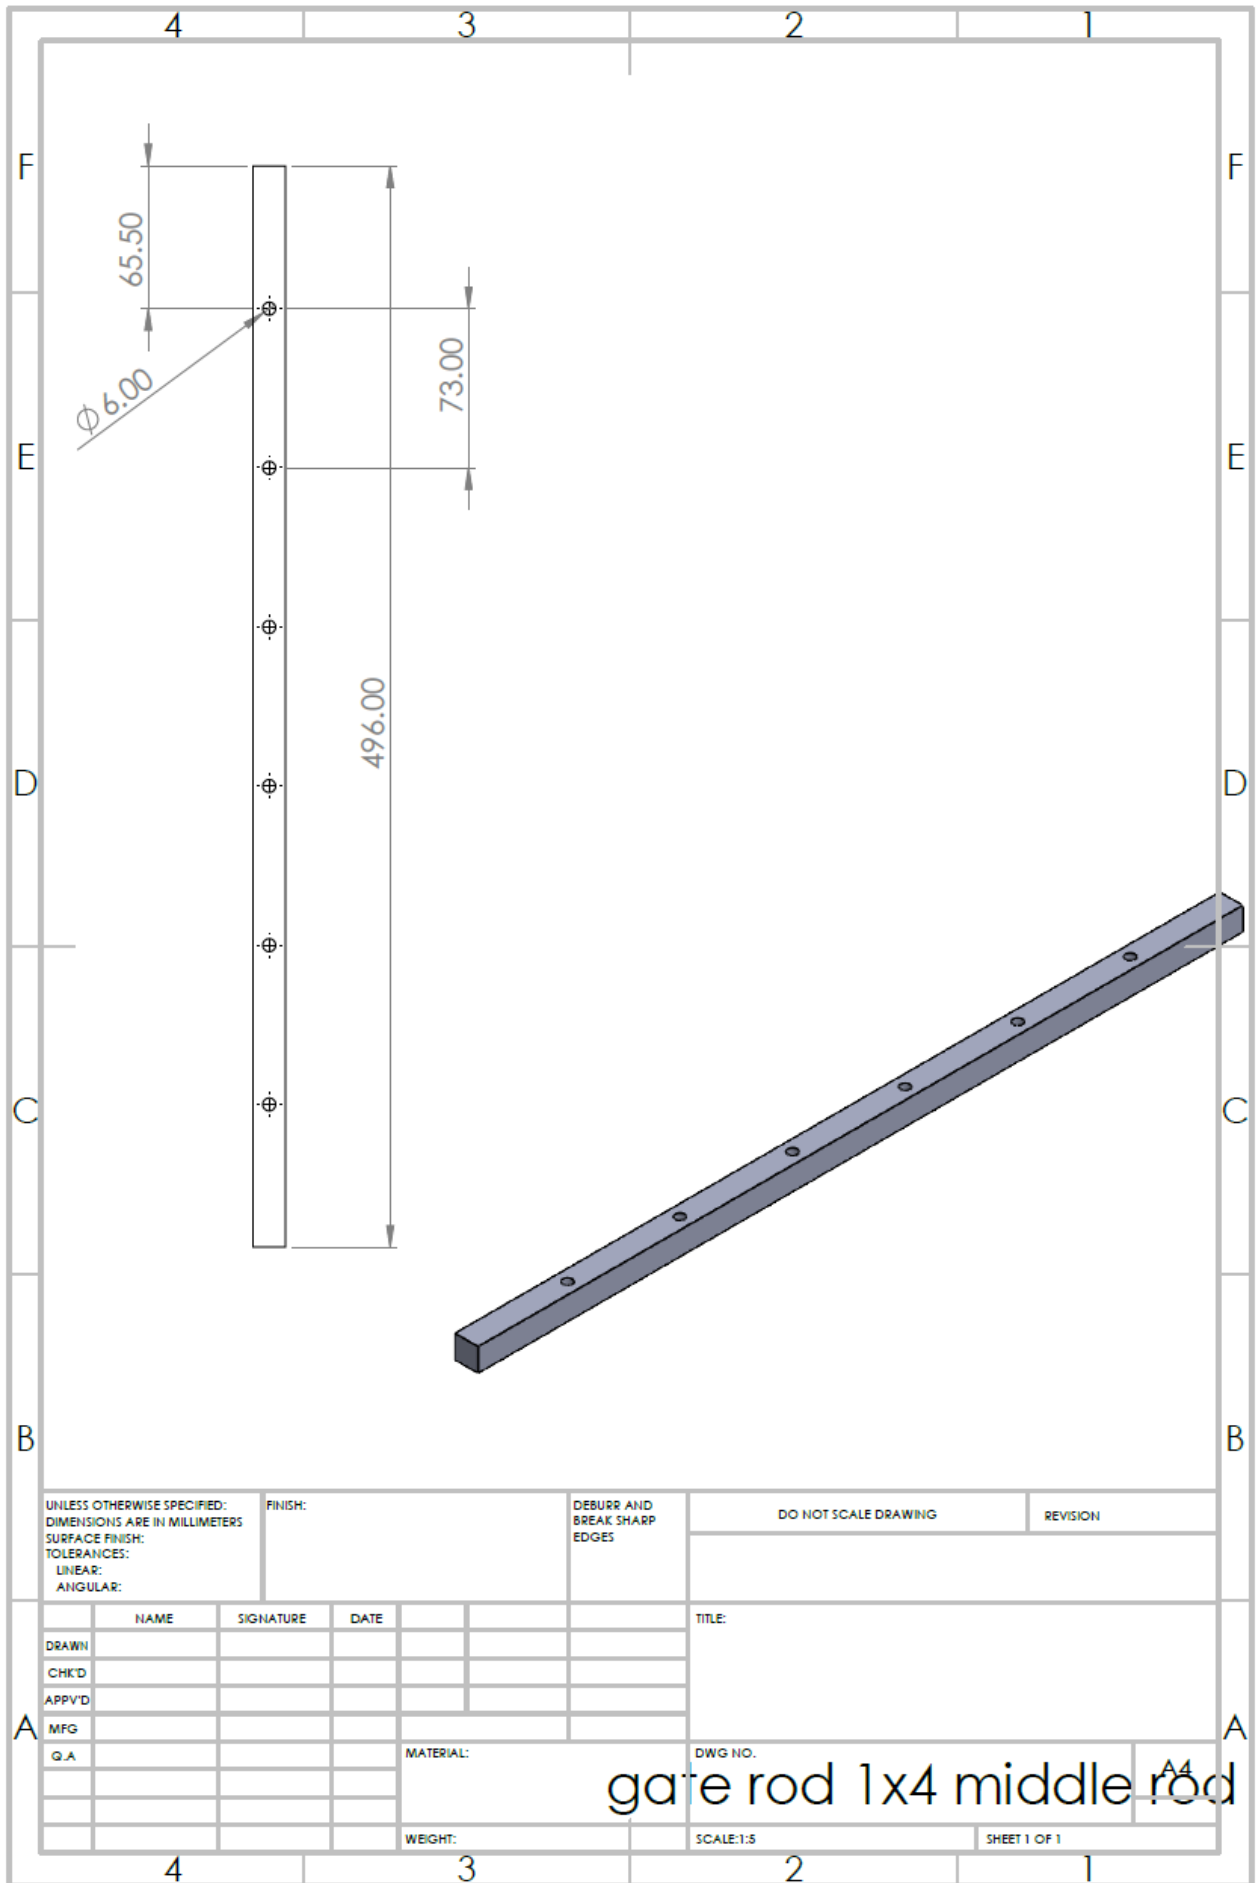 4 3 2 1
F F
65.50
73.00
Ø 6.00
E E
496.00
D D
C C
B B
UNLESS OTHERWISE SPECIFIED:
DIMENSIONS ARE IN MILLIMETERS
SURFACE FINISH:
TOLERANCES:
LINEAR:
ANGULAR:
FINISH:
DEBURR AND
BREAK SHARP
EDGES
DO NOT SCALE DRAWING
REVISION
NAME SIGNATURE DATE
DRAWN
CHK'D
APPV'D
MFG
Q.A
TITLE:
A A
MATERIAL:
DWG NO.
gate rod 1x4 middle rod
A4
WEIGHT:
SCALE:1:5
SHEET 1 OF 1
4 3 2 1